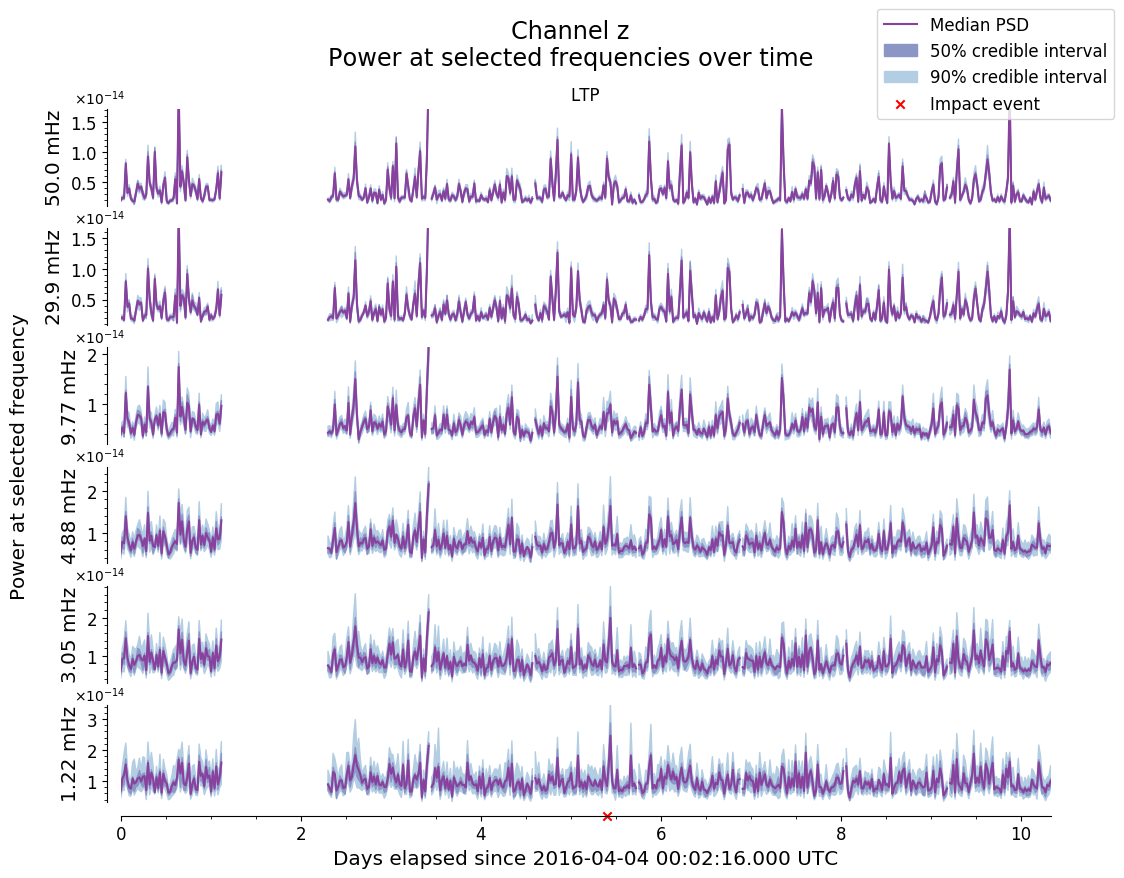 Channel z
Power at selected frequencies over time
Median PSD
50% credible interval
90% credible interval
Impact event
LTP
Power at selected frequency
×10⁻¹⁴
50.0 mHz
1.5
1.0
0.5
×10⁻¹⁴
29.9 mHz
1.5
1.0
0.5
×10⁻¹⁴
9.77 mHz
2
1
×10⁻¹⁴
4.88 mHz
2
1
×10⁻¹⁴
3.05 mHz
2
1
×10⁻¹⁴
1.22 mHz
3
2
1
0 2 4 6 8 10
Days elapsed since 2016-04-04 00:02:16.000 UTC